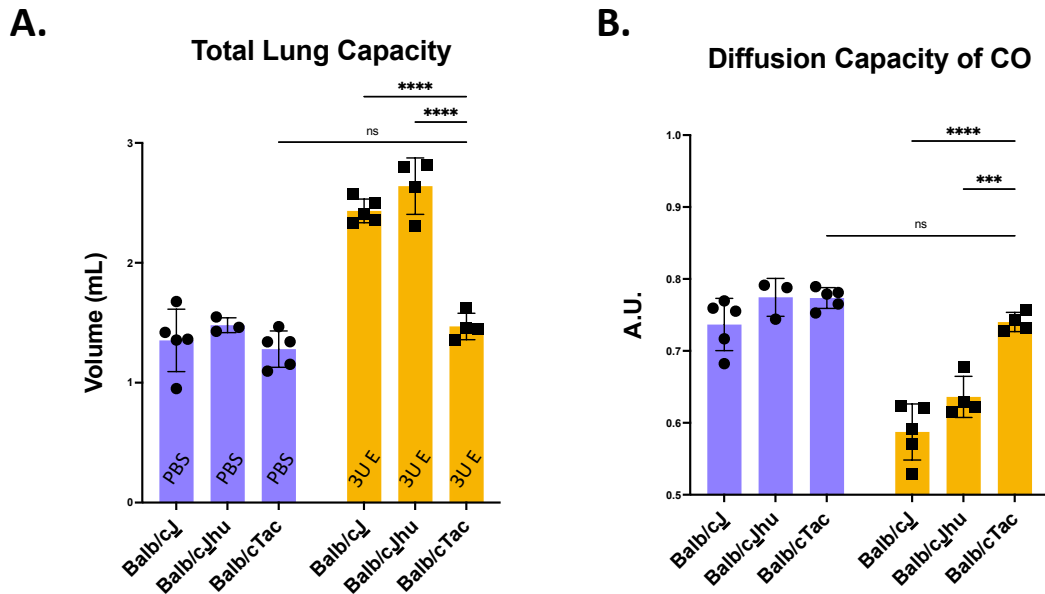 A.
Total Lung Capacity
****
****
ns
3
2
1
0
Volume (mL)
PBS
PBS
PBS
3U E
3U E
3U E
Balb/cJ
Balb/cJhu
Balb/cTac
Balb/cJ
Balb/cJhu
Balb/cTac
B.
Diffusion Capacity of CO
****
***
ns
1.0
0.9
0.8
0.7
0.6
0.5
A.U.
Balb/cJ
Balb/cJhu
Balb/cTac
Balb/cJ
Balb/cJhu
Balb/cTac